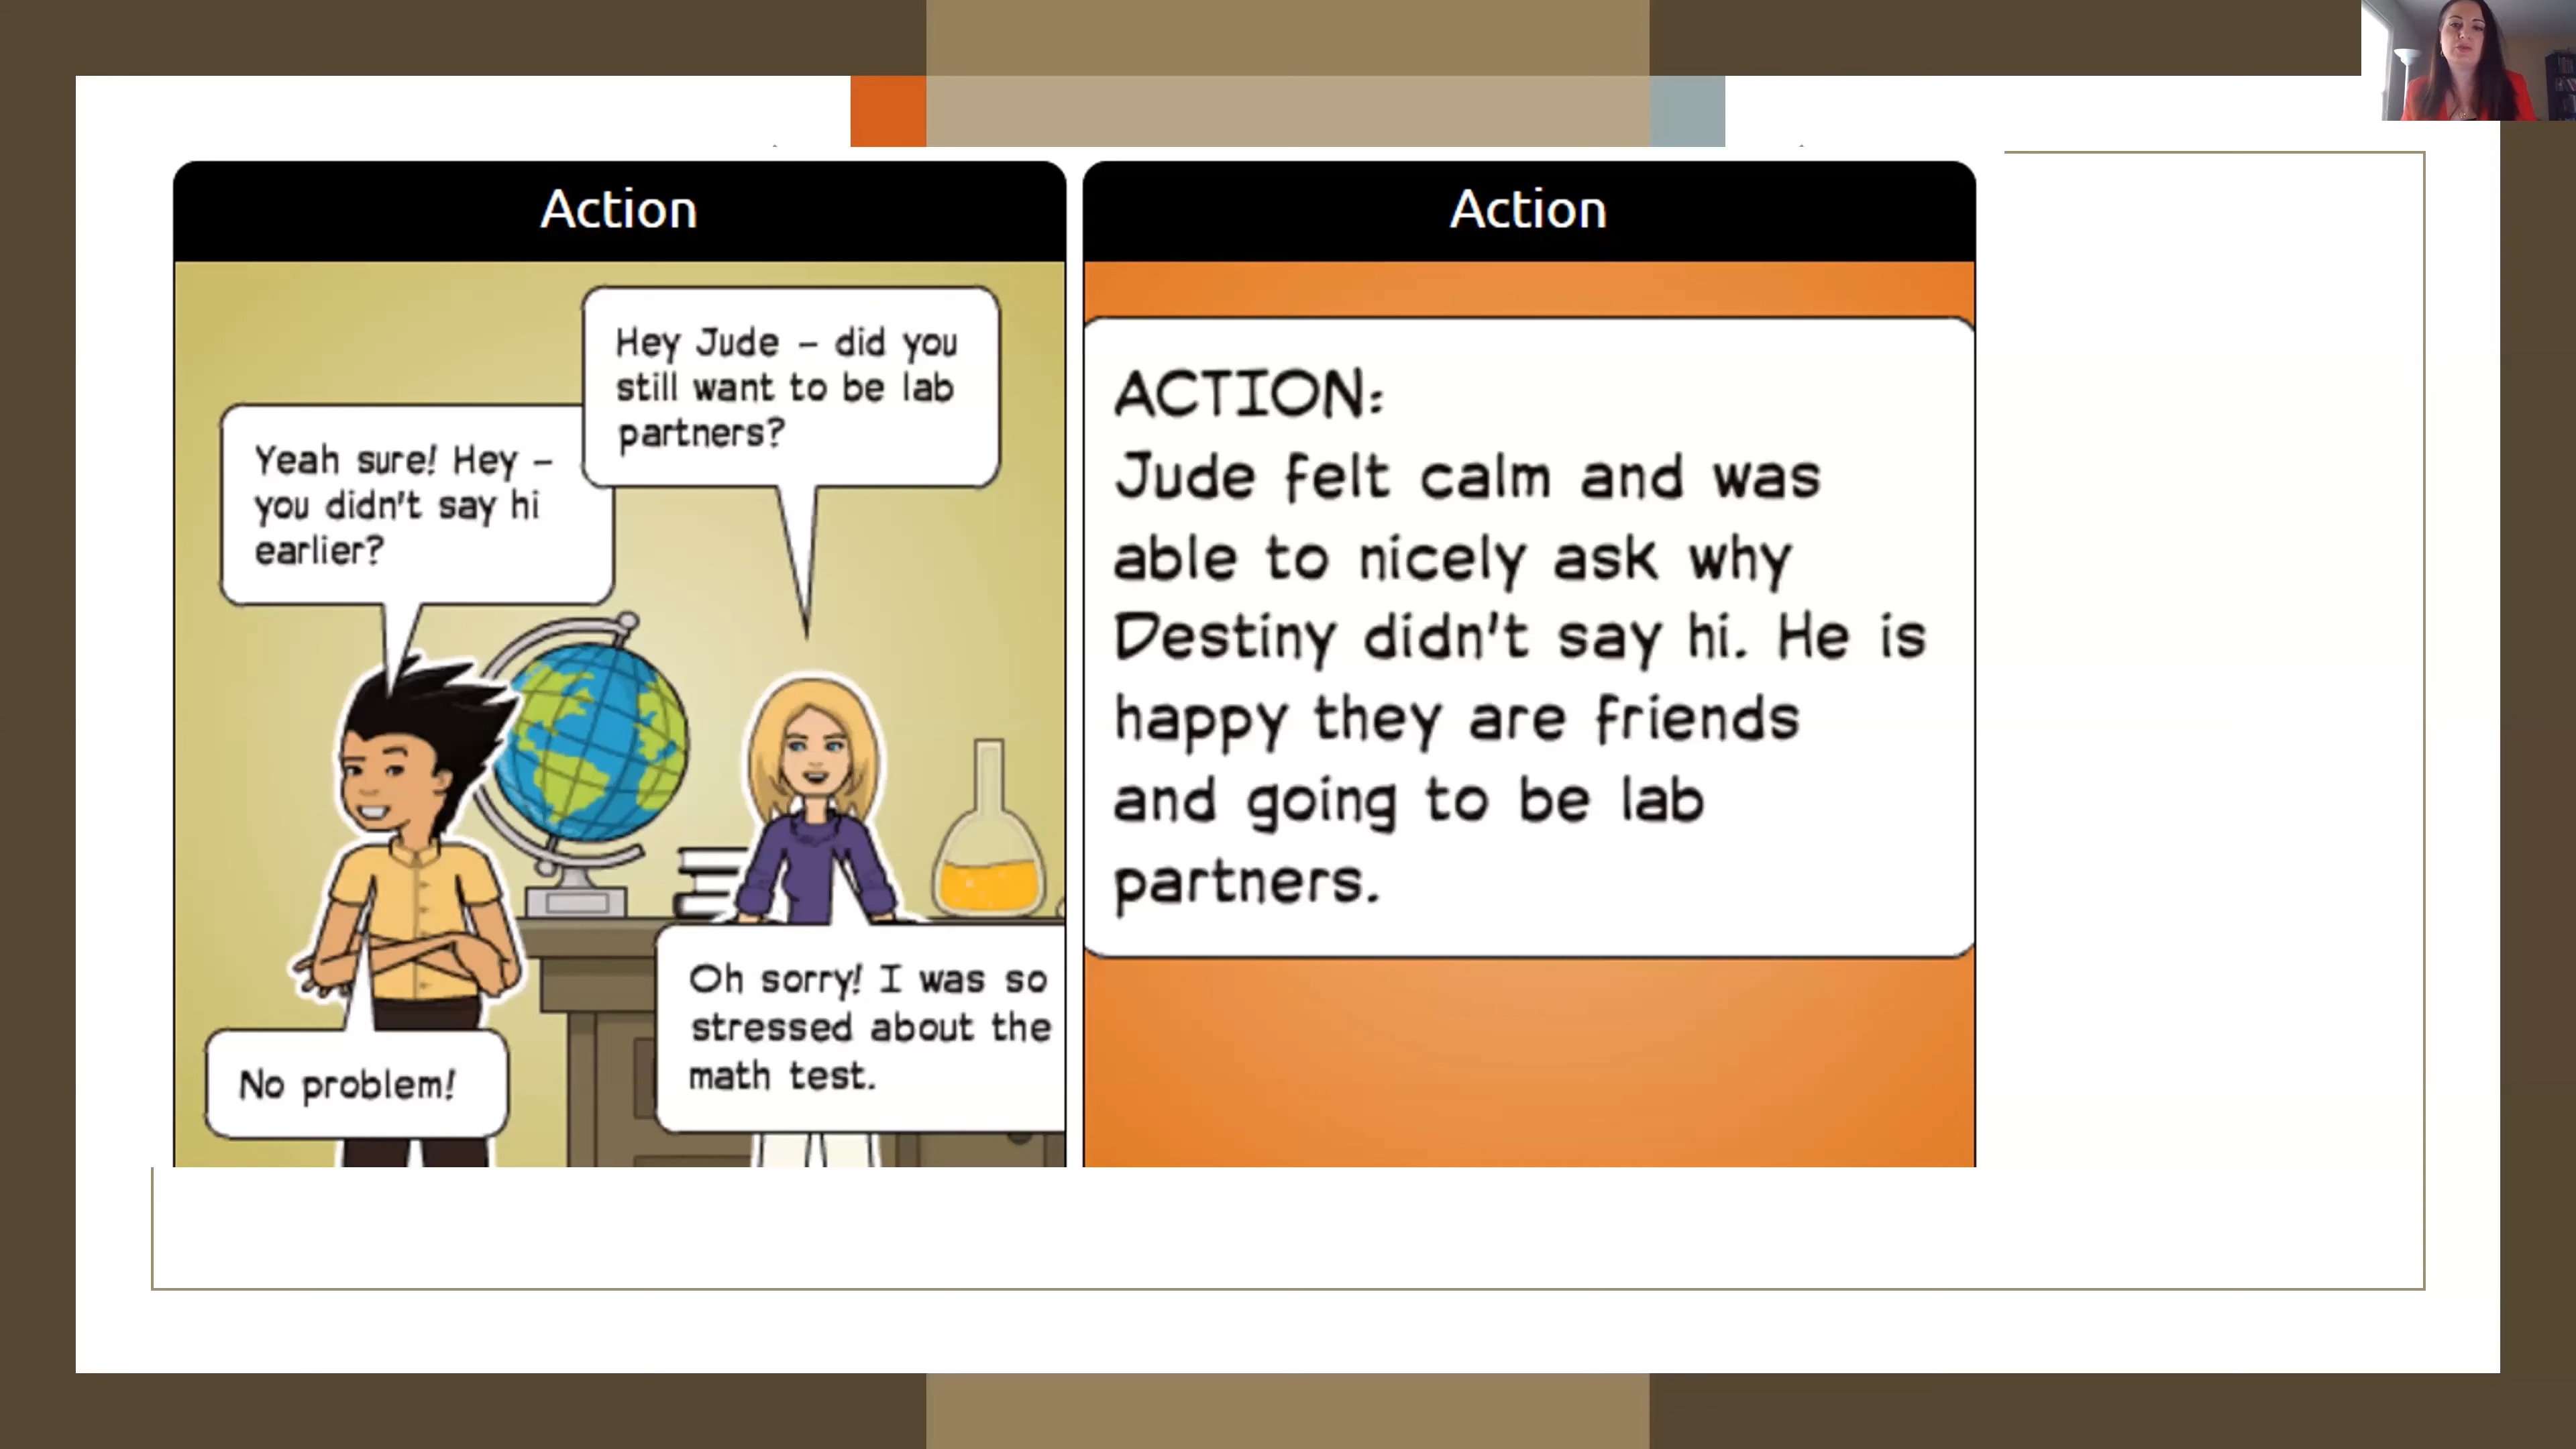 Action
Hey Jude – did you
still want to be lab
partners?
Yeah sure! Hey –
you didn't say hi
earlier?
Oh sorry! I was so
stressed about the
math test.
No problem!
Action
ACTION:
Jude felt calm and was
able to nicely ask why
Destiny didn't say hi. He is
happy they are friends
and going to be lab
partners.